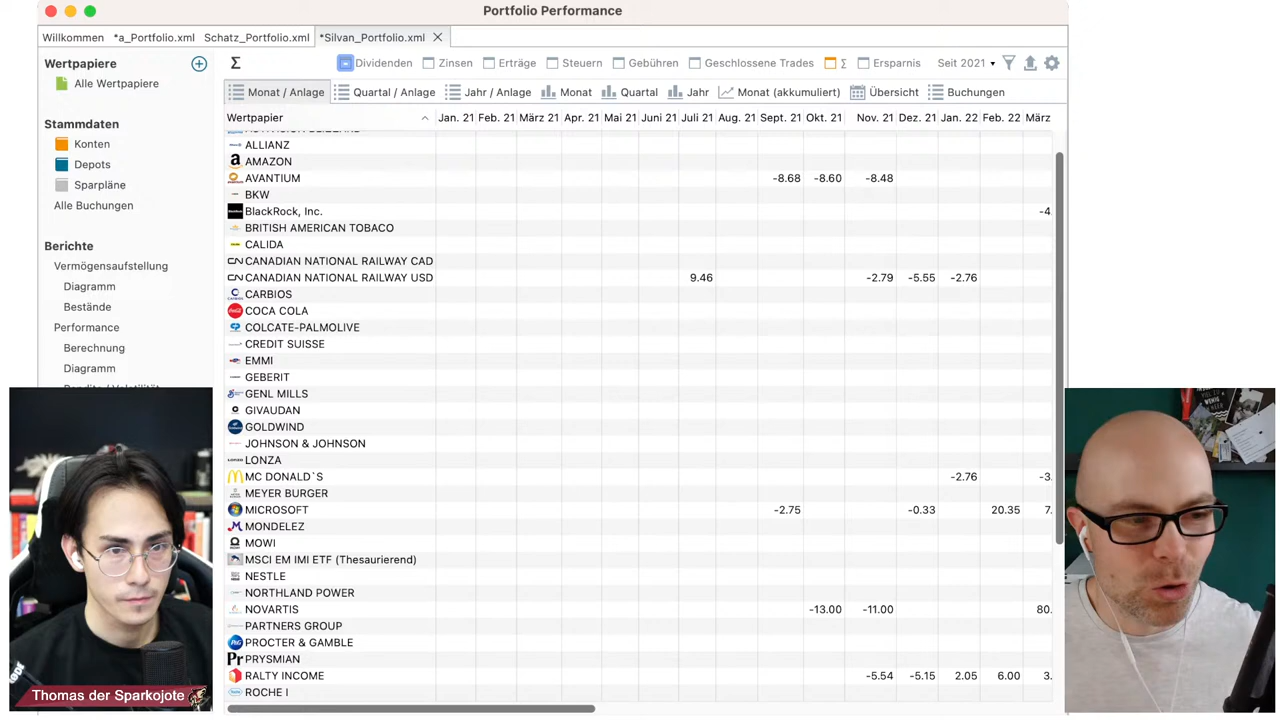 Portfolio Performance
Willkommen *a_Portfolio.xml Schatz_Portfolio.xml *Silvan_Portfolio.xml
Wertpapiere
Alle Wertpapiere
Stammdaten
Konten
Depots
Sparpläne
Alle Buchungen
Berichte
Vermögensaufstellung
Diagramm
Bestände
Performance
Berechnung
Diagramm
Rendite / Volatilität
Σ Dividenden Zinsen Erträge Steuern Gebühren Geschlossene Trades Σ Ersparnis Seit 2021
Monat / Anlage Quartal / Anlage Jahr / Anlage Monat Quartal Jahr Monat (akkumuliert) Übersicht Buchungen
Wertpapier Jan. 21 Feb. 21 März 21 Apr. 21 Mai 21 Juni 21 Juli 21 Aug. 21 Sept. 21 Okt. 21 Nov. 21 Dez. 21 Jan. 22 Feb. 22 März
ALLIANZ
AMAZON
AVANTIUM -8.68 -8.60 -8.48
BKW
BlackRock, Inc. -4.
BRITISH AMERICAN TOBACO
CALIDA
CANADIAN NATIONAL RAILWAY CAD
CANADIAN NATIONAL RAILWAY USD 9.46 -2.79 -5.55 -2.76
CARBIOS
COCA COLA
COLCATE-PALMOLIVE
CREDIT SUISSE
EMMI
GEBERIT
GENL MILLS
GIVAUDAN
GOLDWIND
JOHNSON & JOHNSON
LONZA
MC DONALD`S -2.76 -3.
MEYER BURGER
MICROSOFT -2.75 -0.33 20.35 7.
MONDELEZ
MOWI
MSCI EM IMI ETF (Thesaurierend)
NESTLE
NORTHLAND POWER
NOVARTIS -13.00 -11.00 80.
PARTNERS GROUP
PROCTER & GAMBLE
PRYSMIAN
RALTY INCOME -5.54 -5.15 2.05 6.00 3.
ROCHE I
Thomas der Sparkojote